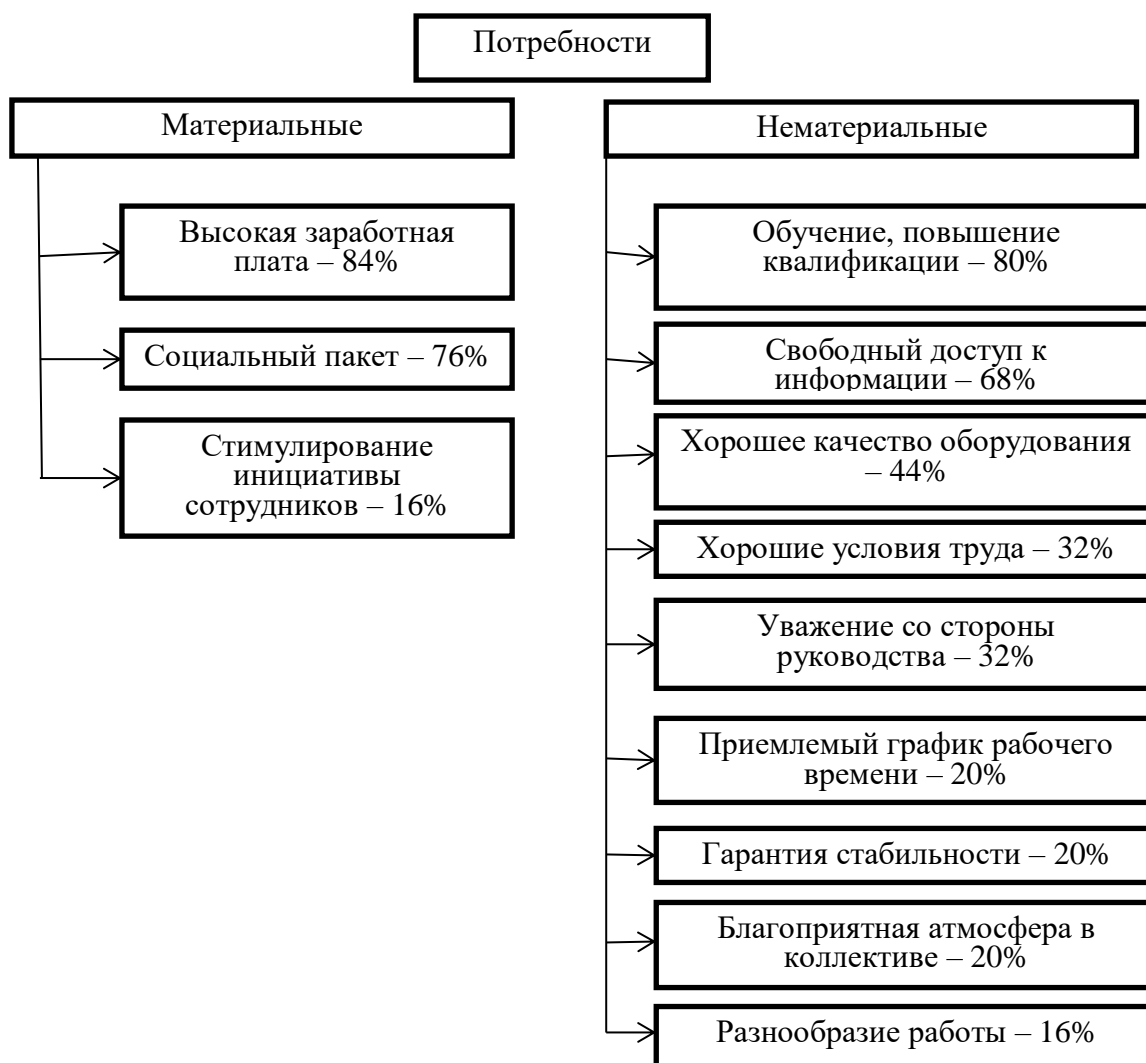 Потребности
Материальные
Высокая заработная
плата – 84%
Социальный пакет – 76%
Стимулирование
инициативы
сотрудников – 16%
Нематериальные
Обучение, повышение
квалификации – 80%
Свободный доступ к
информации – 68%
Хорошее качество оборудования
– 44%
Хорошие условия труда – 32%
Уважение со стороны
руководства – 32%
Приемлемый график рабочего
времени – 20%
Гарантия стабильности – 20%
Благоприятная атмосфера в
коллективе – 20%
Разнообразие работы – 16%